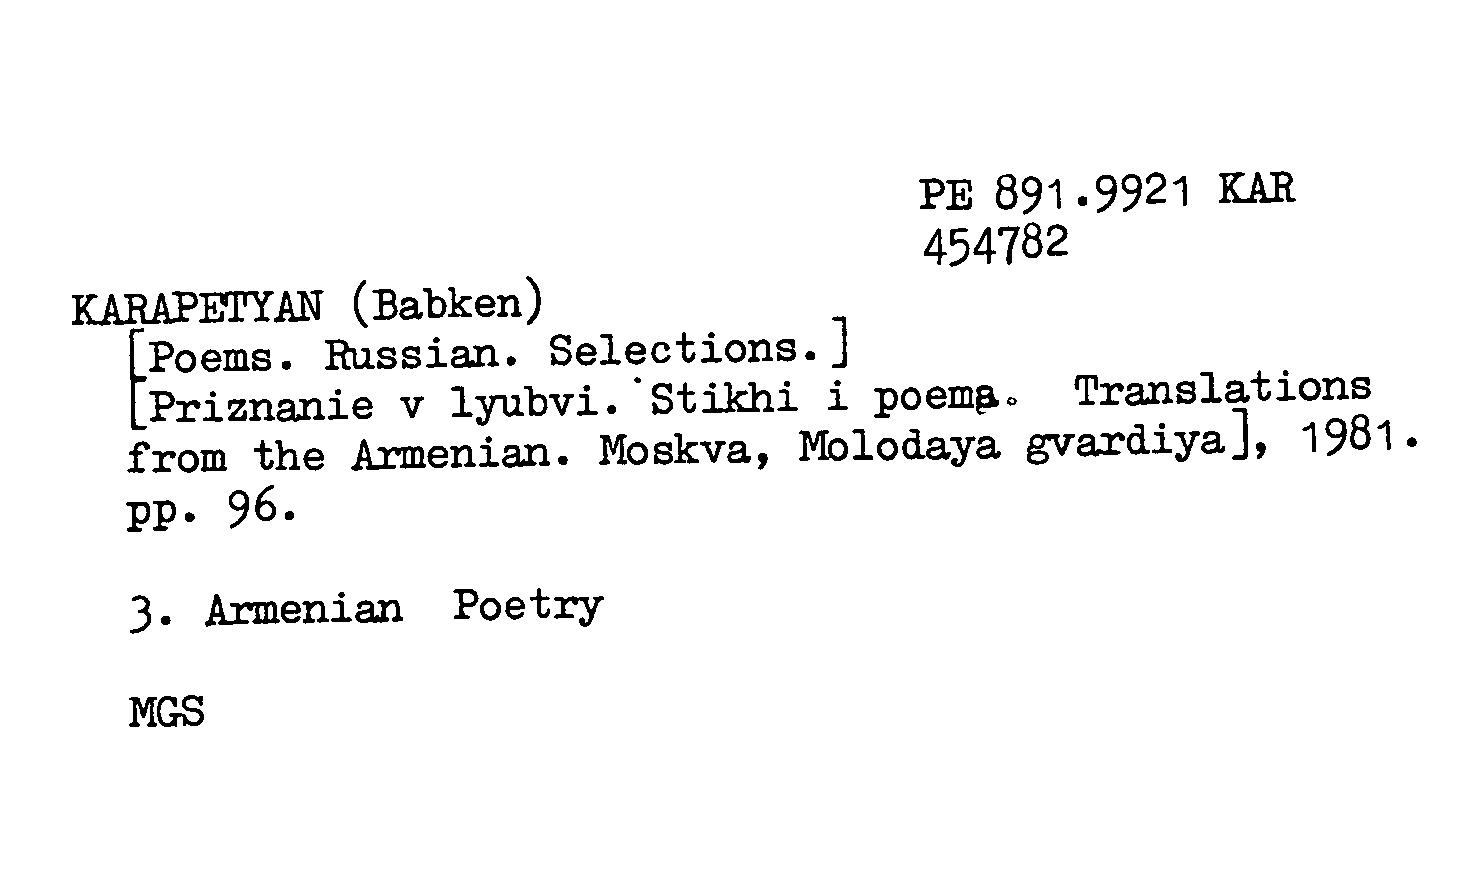 PE 891.9921 KAR
454782
KARAPETYAN (Babken)
[Poems. Russian. Selections.]
[Priznanie v lyubvi. Stikhi i poema. Translations
from the Armenian. Moskva, Molodaya gvardiya], 1981.
pp. 96.
3. Armenian Poetry
MGS